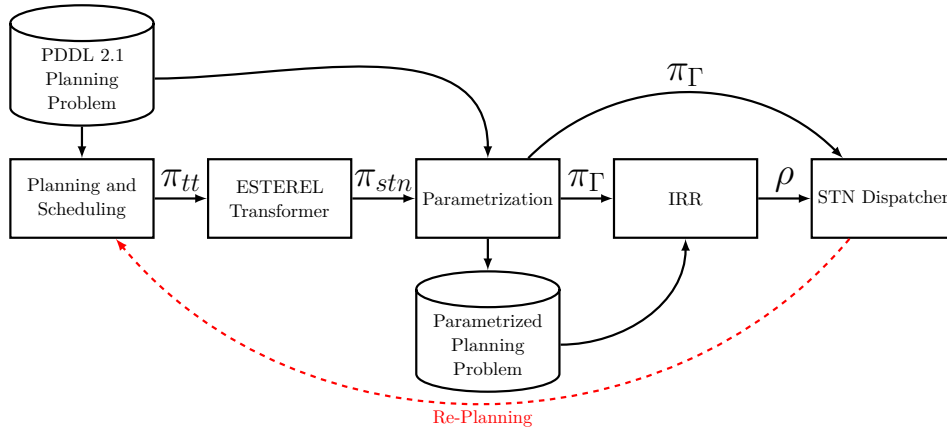 PDDL 2.1
Planning
Problem
π_Γ
Planning and
Scheduling
π_tt
ESTEREL
Transformer
π_stn
Parametrization
π_Γ
IRR
ρ
STN Dispatcher
Parametrized
Planning
Problem
Re-Planning